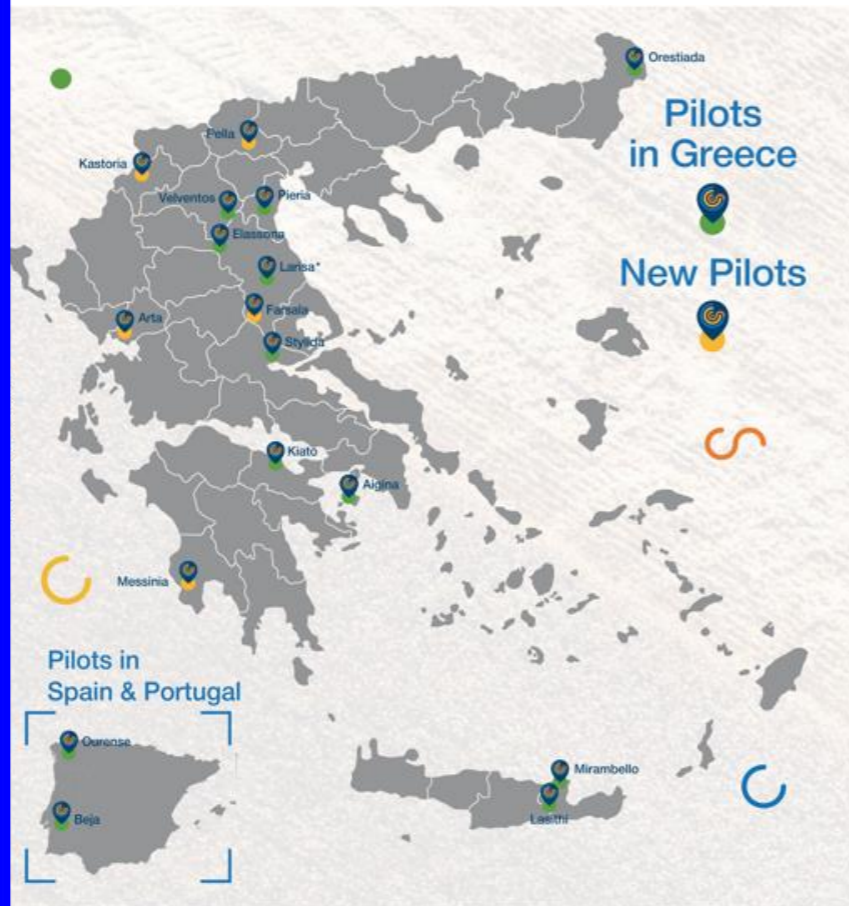 Orestiada
Pilots
in Greece
New Pilots
Pella
Kastoria
Velventos
Pieria
Elassona
Larisa*
Farsala
Arta
Stylida
Kiato
Aigina
Messinia
Pilots in
Spain & Portugal
Ourense
Beja
Mirambello
Lasithi